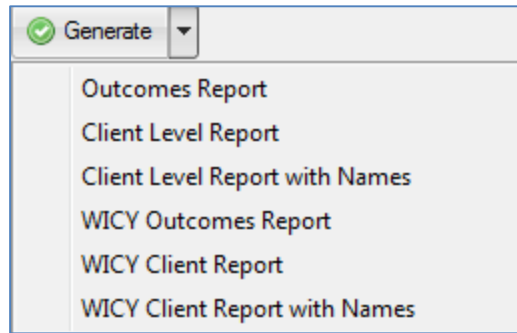 Generate
Outcomes Report
Client Level Report
Client Level Report with Names
WICY Outcomes Report
WICY Client Report
WICY Client Report with Names